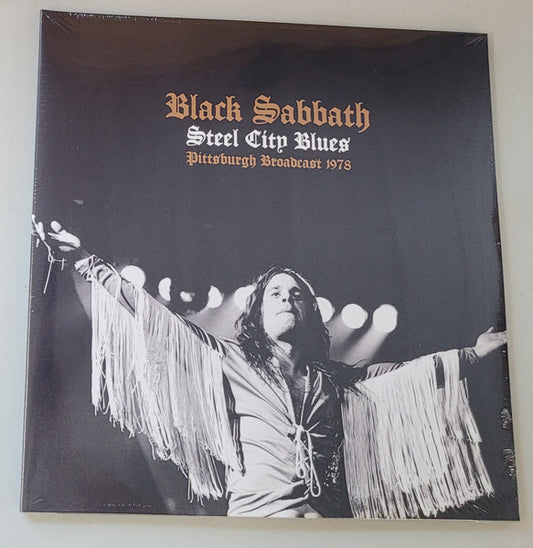 Black Sabbath
Steel City Blues
Pittsburgh Broadcast 1978